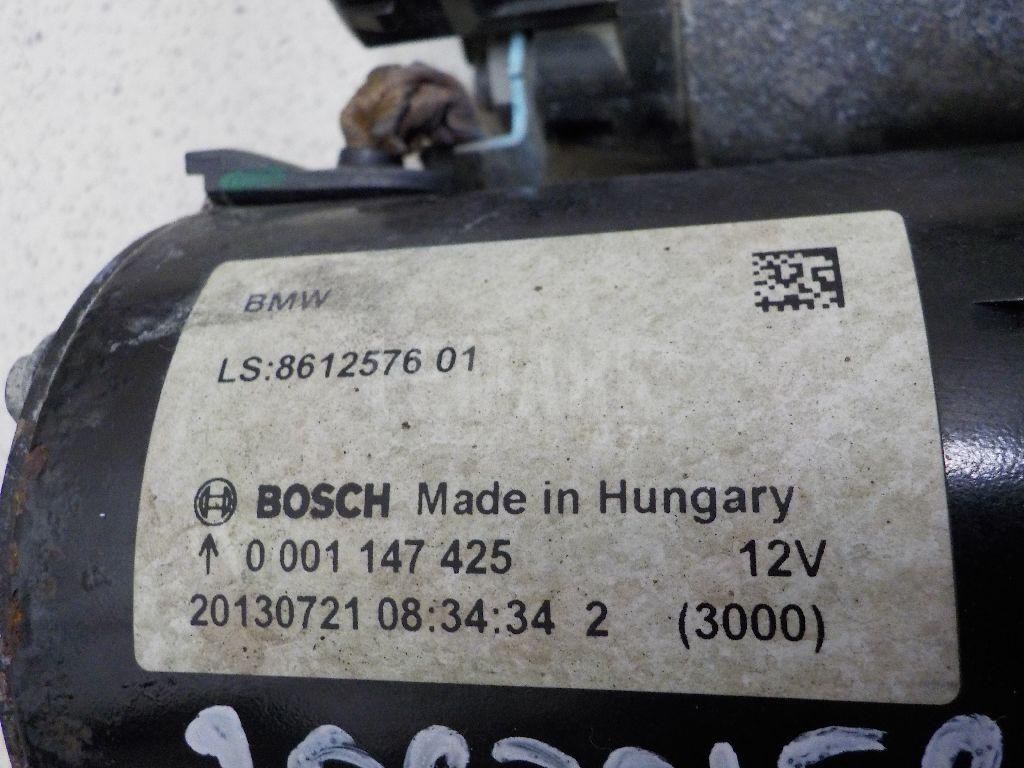 BMW
LS:8612576 01
BOSCH Made in Hungary
↑ 0 001 147 425 12V
20130721 08:34:34 2 (3000)